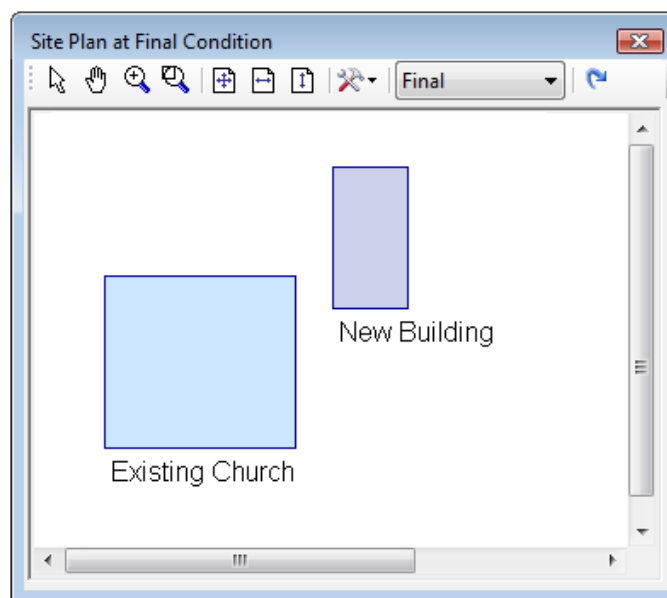 Site Plan at Final Condition
Final
New Building
Existing Church